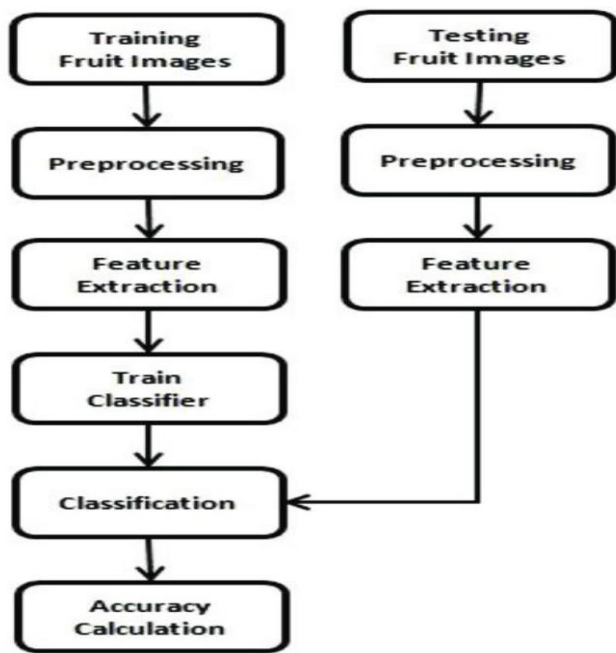 Training
Fruit Images
Preprocessing
Feature
Extraction
Train
Classifier
Classification
Accuracy
Calculation
Testing
Fruit Images
Preprocessing
Feature
Extraction